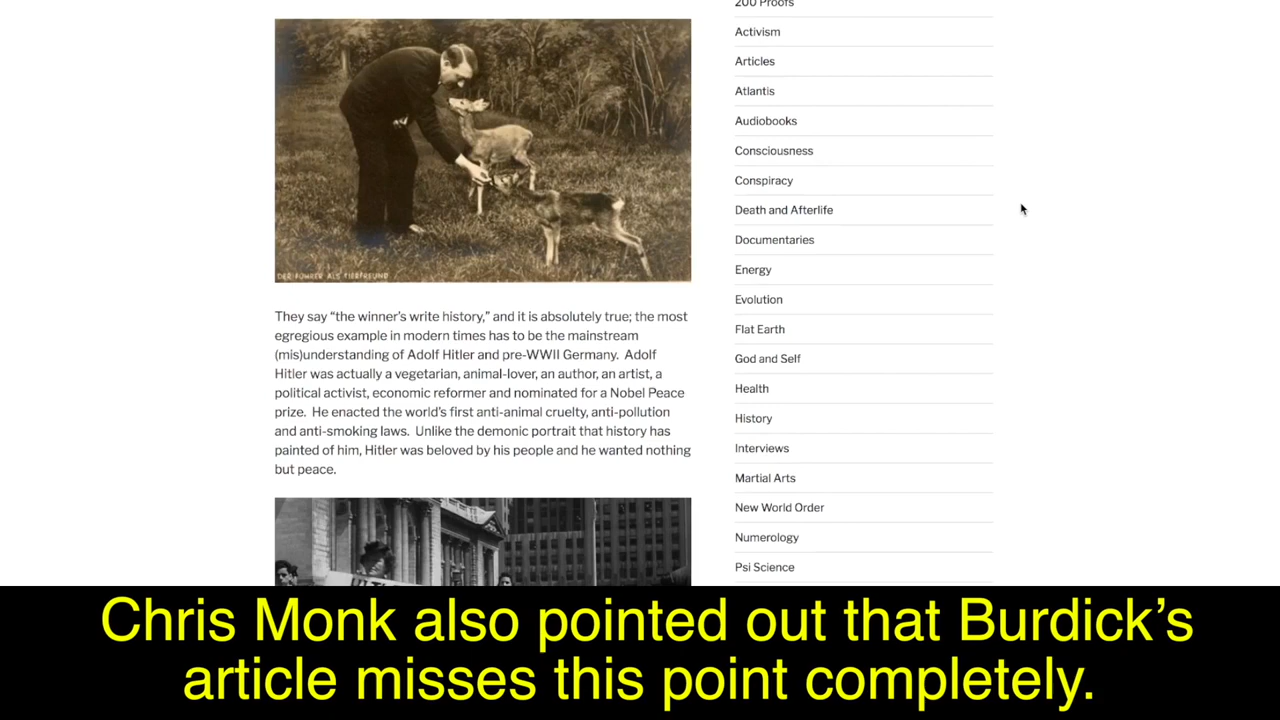 200 Proofs
Activism
Articles
Atlantis
Audiobooks
Consciousness
Conspiracy
Death and Afterlife
Documentaries
Energy
Evolution
Flat Earth
God and Self
Health
History
Interviews
Martial Arts
New World Order
Numerology
Psi Science
DER FÜHRER ALS TIERFREUND
They say “the winner’s write history,” and it is absolutely true; the most
egregious example in modern times has to be the mainstream
(mis)understanding of Adolf Hitler and pre-WWII Germany.  Adolf
Hitler was actually a vegetarian, animal-lover, an author, an artist, a
political activist, economic reformer and nominated for a Nobel Peace
prize.  He enacted the world’s first anti-animal cruelty, anti-pollution
and anti-smoking laws.  Unlike the demonic portrait that history has
painted of him, Hitler was beloved by his people and he wanted nothing
but peace.
Chris Monk also pointed out that Burdick’s
article misses this point completely.